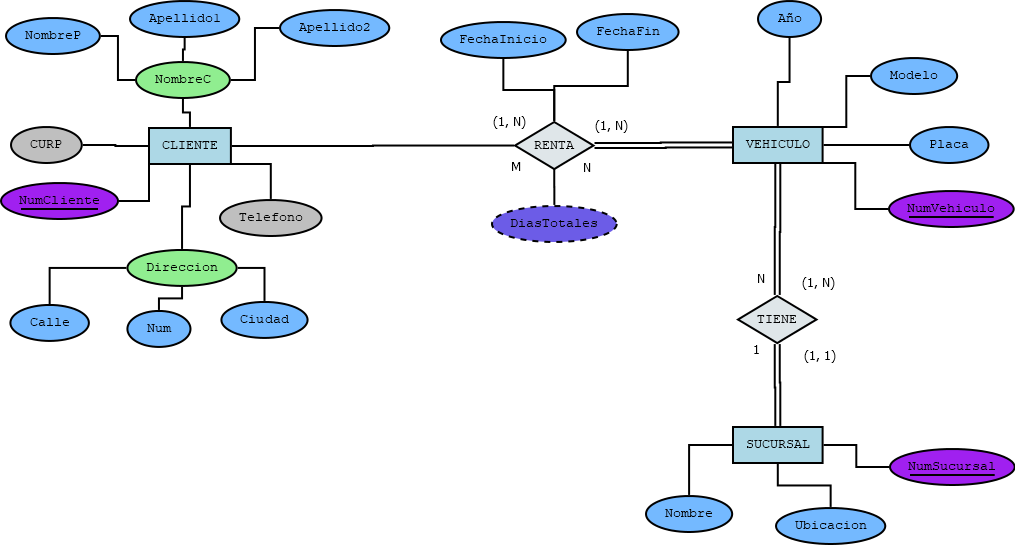 Apellido1
Año
NombreP
Apellido2
FechaInicio
FechaFin
NombreC
Modelo
(1, N)
(1, N)
CURP
CLIENTE
RENTA
VEHICULO
Placa
M
N
NumCliente
Telefono
DiasTotales
NumVehiculo
Direccion
N
(1, N)
Calle
Num
Ciudad
TIENE
1
(1, 1)
SUCURSAL
NumSucursal
Nombre
Ubicacion